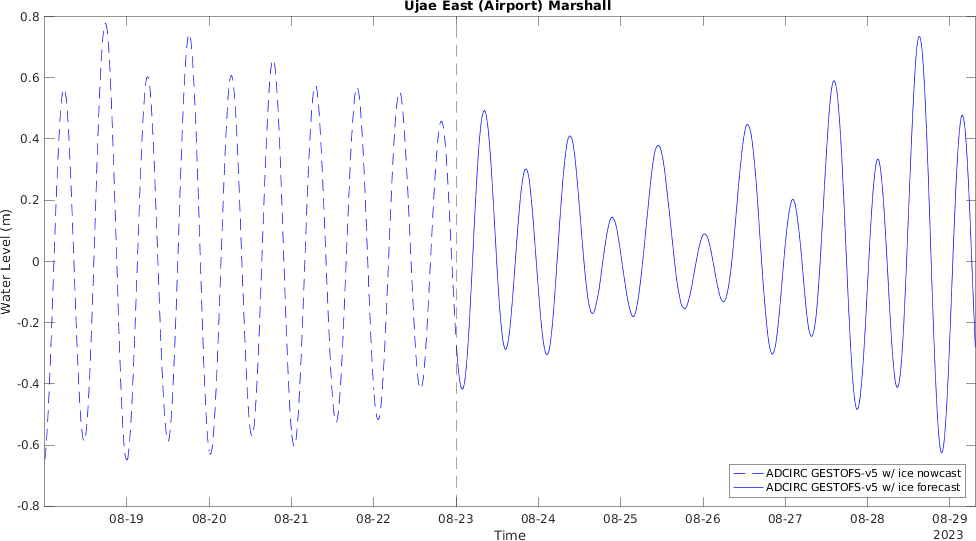 Ujae East (Airport) Marshall
Water Level (m)
0.8
0.6
0.4
0.2
0
-0.2
-0.4
-0.6
-0.8
ADCIRC GESTOFS-v5 w/ ice nowcast
ADCIRC GESTOFS-v5 w/ ice forecast
08-19 08-20 08-21 08-22 08-23 08-24 08-25 08-26 08-27 08-28 08-29
Time 2023